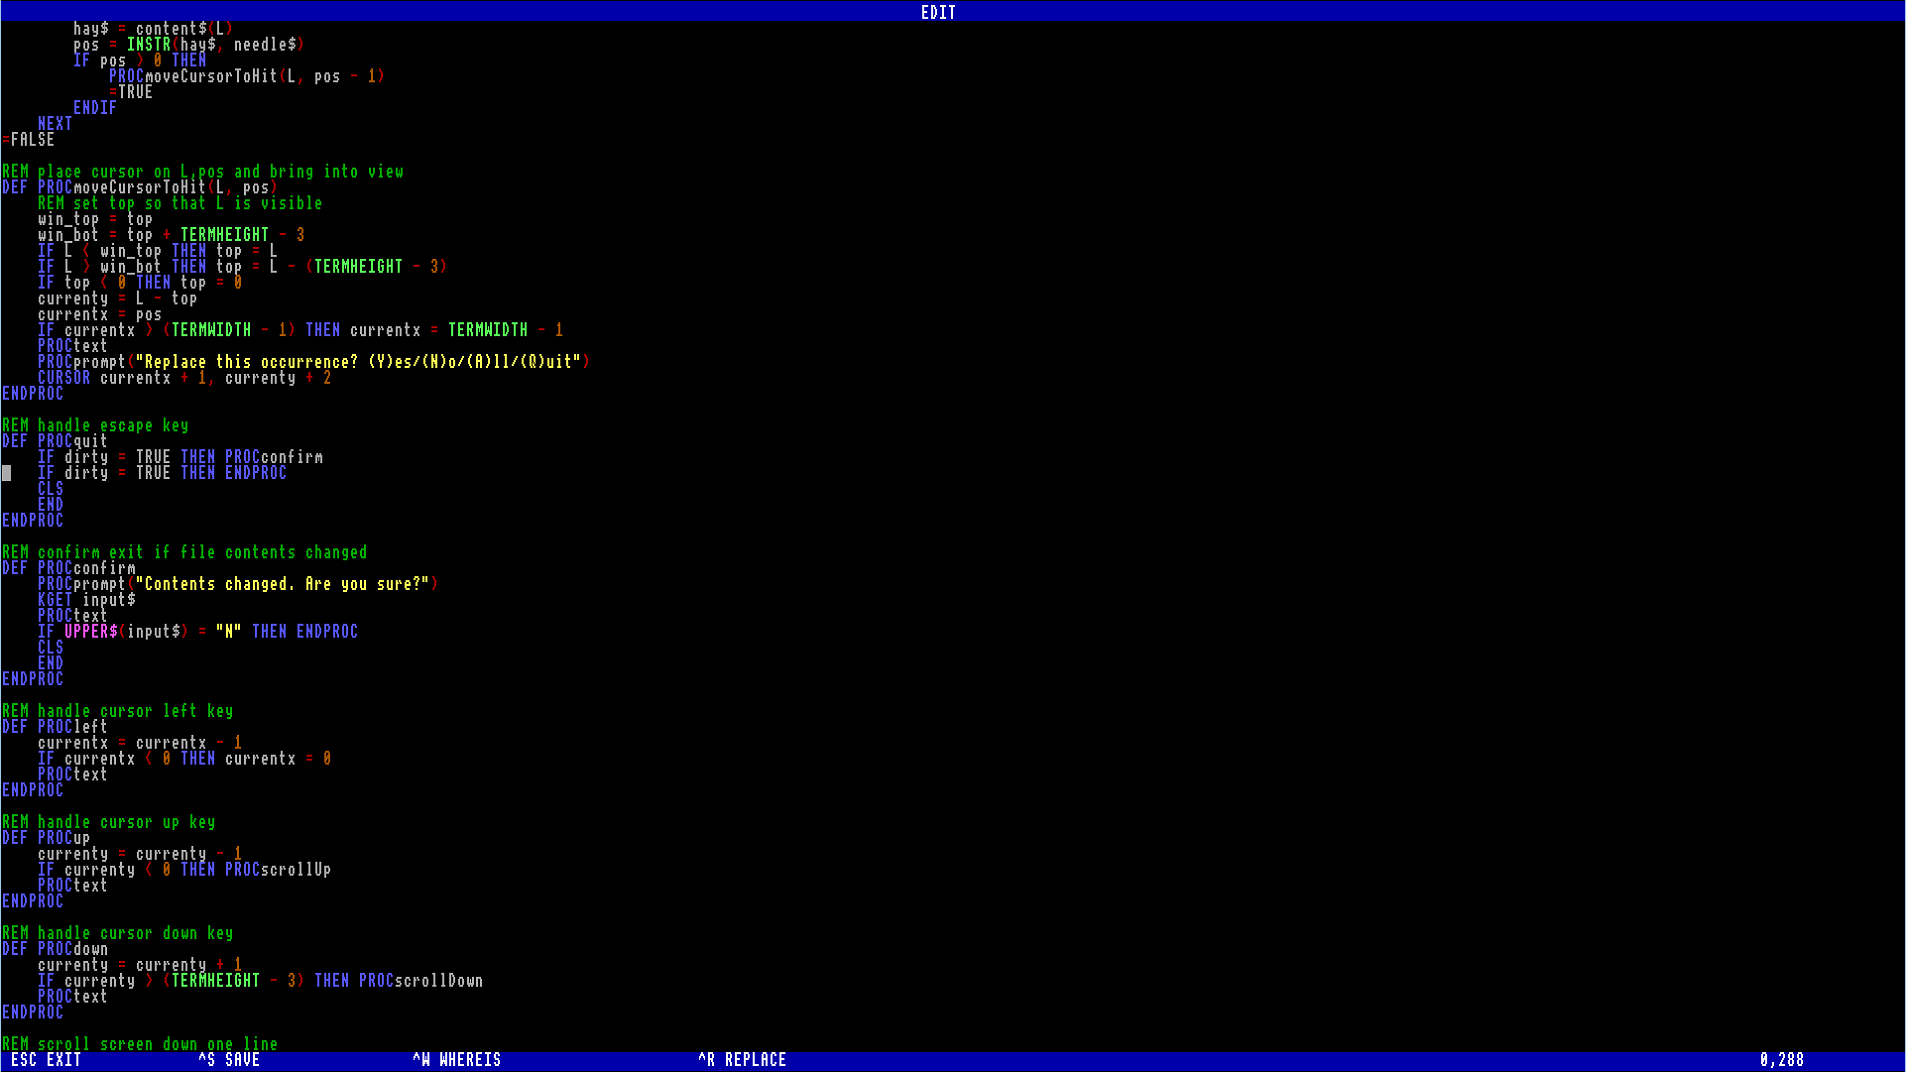 EDIT
        hay$ = content$(L)
        pos = INSTR(hay$, needle$)
        IF pos > 0 THEN
            PROCmoveCursorToHit(L, pos - 1)
            =TRUE
        ENDIF
    NEXT
=FALSE
REM place cursor on L,pos and bring into view
DEF PROCmoveCursorToHit(L, pos)
    REM set top so that L is visible
    win_top = top
    win_bot = top + TERMHEIGHT - 3
    IF L < win_top THEN top = L
    IF L > win_bot THEN top = L - (TERMHEIGHT - 3)
    IF top < 0 THEN top = 0
    currenty = L - top
    currentx = pos
    IF currentx > (TERMWIDTH - 1) THEN currentx = TERMWIDTH - 1
    PROCtext
    PROCprompt("Replace this occurrence? (Y)es/(N)o/(A)ll/(Q)uit")
    CURSOR currentx + 1, currenty + 2
ENDPROC
REM handle escape key
DEF PROCquit
    IF dirty = TRUE THEN PROCconfirm
    IF dirty = TRUE THEN ENDPROC
    CLS
    END
ENDPROC
REM confirm exit if file contents changed
DEF PROCconfirm
    PROCprompt("Contents changed. Are you sure?")
    KGET input$
    PROCtext
    IF UPPER$(input$) = "N" THEN ENDPROC
    CLS
    END
ENDPROC
REM handle cursor left key
DEF PROCleft
    currentx = currentx - 1
    IF currentx < 0 THEN currentx = 0
    PROCtext
ENDPROC
REM handle cursor up key
DEF PROCup
    currenty = currenty - 1
    IF currenty < 0 THEN PROCscrollUp
    PROCtext
ENDPROC
REM handle cursor down key
DEF PROCdown
    currenty = currenty + 1
    IF currenty > (TERMHEIGHT - 3) THEN PROCscrollDown
    PROCtext
ENDPROC
REM scroll screen down one line
ESC EXIT ^S SAVE ^W WHEREIS ^R REPLACE 0,288